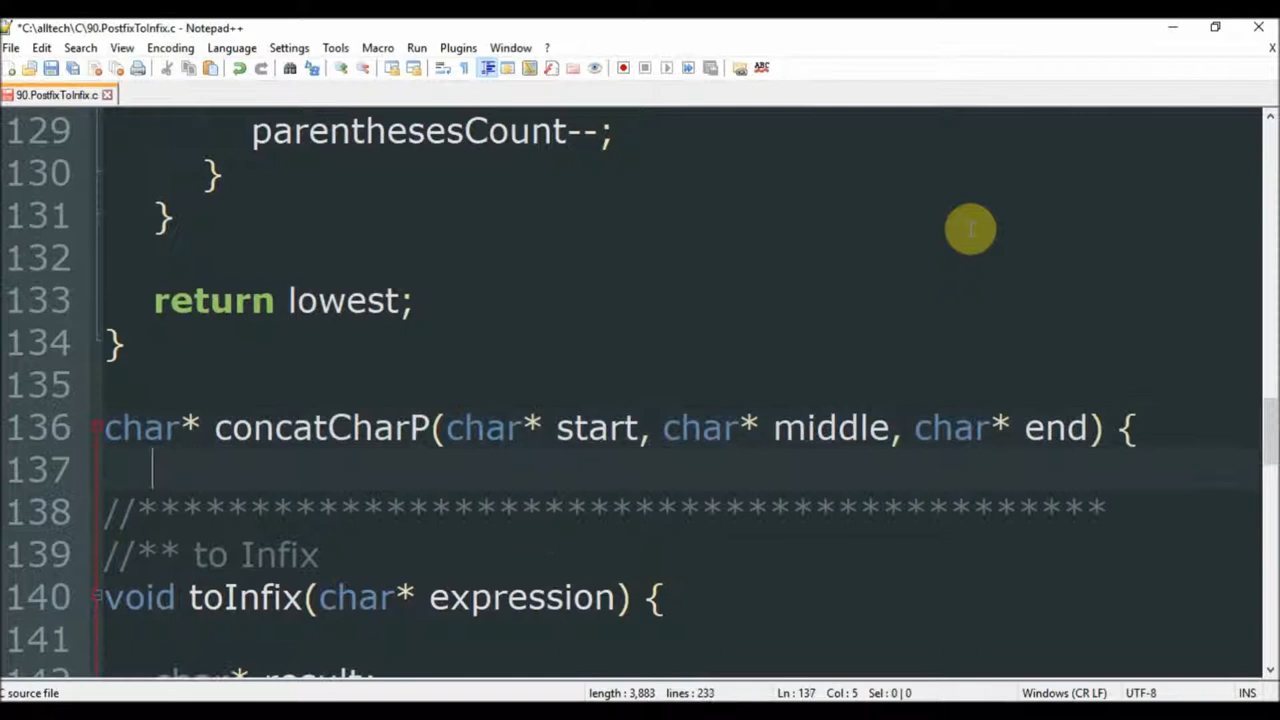 *C:\alltech\C\90.PostfixToInfix.c - Notepad++
File Edit Search View Encoding Language Settings Tools Macro Run Plugins Window ? X
90.PostfixToInfix.c
129 parenthesesCount--;
130 }
131 }
132
133 return lowest;
134 }
135
136 char* concatCharP(char* start, char* middle, char* end) {
137
138 //*******************************************
139 //** to Infix
140 void toInfix(char* expression) {
141
142 char* result;
C source file length : 3,883 lines : 233 Ln : 137 Col : 5 Sel : 0 | 0 Windows (CR LF) UTF-8 INS